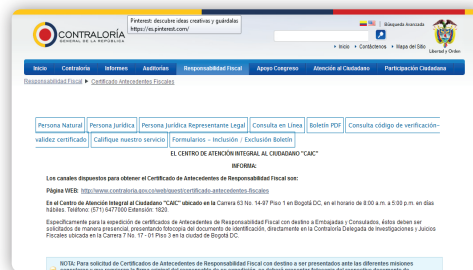 Pinterest: descubre ideas creativas y guárdalas
https://es.pinterest.com/
CONTRALORÍA
GENERAL DE LA REPÚBLICA
Búsqueda Avanzada
Inicio Contáctenos Mapa del Sitio
Libertad y Orden
Inicio Contraloría Informes Auditorías Responsabilidad Fiscal Apoyo Congreso Atención al Ciudadano Participación Ciudadana
Responsabilidad Fiscal Certificado Antecedentes Fiscales
Persona Natural Persona Jurídica Persona Jurídica Representante Legal Consulta en Línea Boletín PDF Consulta código de verificación-
validez certificado Califique nuestro servicio Formularios - Inclusión / Exclusión Boletín
EL CENTRO DE ATENCIÓN INTEGRAL AL CIUDADANO "CAIC"
INFORMA:
Los canales dispuestos para obtener el Certificado de Antecedentes de Responsabilidad Fiscal son:
Página WEB: http://www.contraloria.gov.co/web/guest/certificado-antecedentes-fiscales
En el Centro de Atención Integral al Ciudadano "CAIC" ubicado en la Carrera 63 No. 14-97 Piso 1 en Bogotá DC, en el horario de 8:00 a.m. a 5:00 p.m. en días
hábiles. Teléfono: (571) 6477000 Extensión: 1820.
Específicamente para la expedición de certificados de Antecedentes de Responsabilidad Fiscal con destino a Embajadas y Consulados, éstos deben ser
solicitados de manera presencial, presentando fotocopia del documento de identificación, directamente en la Contraloría Delegada de Investigaciones y Juicios
Fiscales ubicada en la Carrera 7 No. 17 - 01 Piso 3 en la ciudad de Bogotá DC.
NOTA: Para solicitud de Certificados de Antecedentes de Responsabilidad Fiscal con destino a ser presentados ante las diferentes misiones